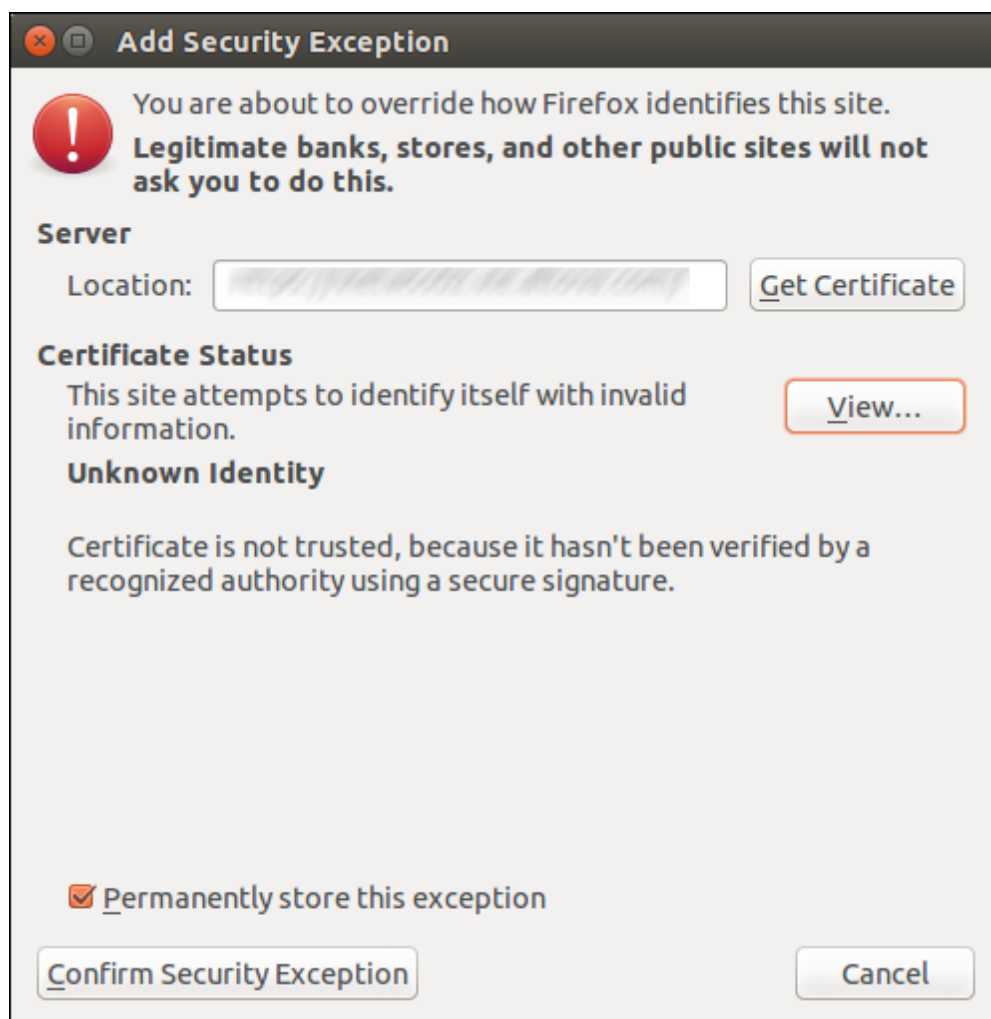 Add Security Exception
You are about to override how Firefox identifies this site.
Legitimate banks, stores, and other public sites will not
ask you to do this.
Server
Location:
Get Certificate
Certificate Status
This site attempts to identify itself with invalid
information.
View...
Unknown Identity
Certificate is not trusted, because it hasn't been verified by a
recognized authority using a secure signature.
Permanently store this exception
Confirm Security Exception
Cancel